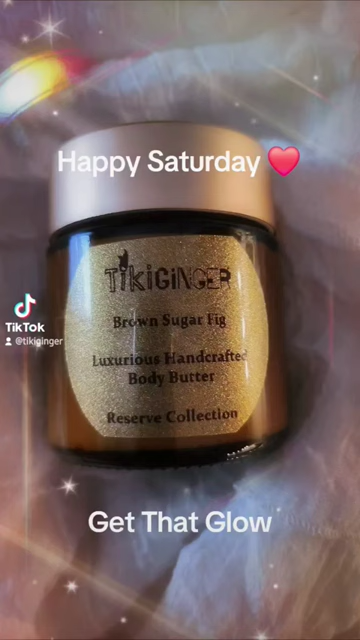 Happy Saturday ❤️
TikiGinger
Brown Sugar Fig
Luxurious Handcrafted
Body Butter
Reserve Collection
TikTok
@tikiginger
Get That Glow